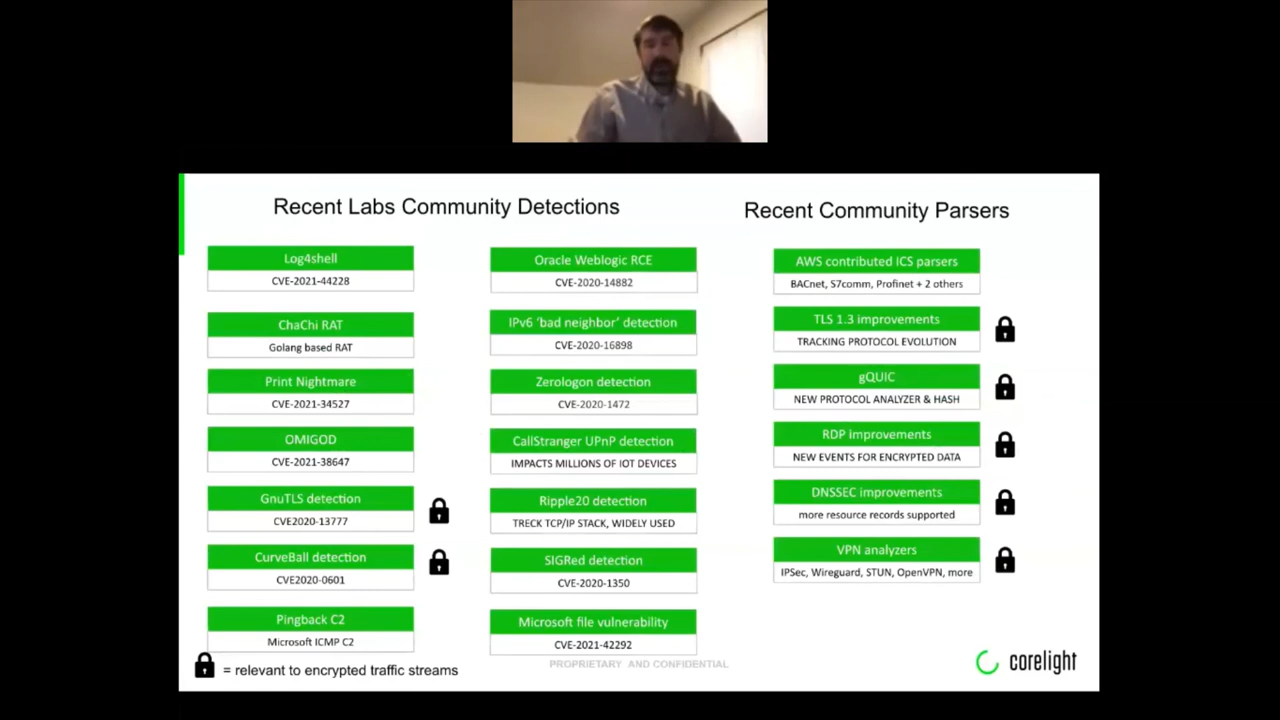 Recent Labs Community Detections
Log4shell
CVE-2021-44228
ChaChi RAT
Golang based RAT
Print Nightmare
CVE-2021-34527
OMIGOD
CVE-2021-38647
GnuTLS detection
CVE2020-13777
CurveBall detection
CVE2020-0601
Pingback C2
Microsoft ICMP C2
= relevant to encrypted traffic streams
Oracle Weblogic RCE
CVE-2020-14882
IPv6 ‘bad neighbor’ detection
CVE-2020-16898
Zerologon detection
CVE-2020-1472
CallStranger UPnP detection
IMPACTS MILLIONS OF IOT DEVICES
Ripple20 detection
TRECK TCP/IP STACK, WIDELY USED
SIGRed detection
CVE-2020-1350
Microsoft file vulnerability
CVE-2021-42292
PROPRIETARY AND CONFIDENTIAL
Recent Community Parsers
AWS contributed ICS parsers
BACnet, S7comm, Profinet + 2 others
TLS 1.3 improvements
TRACKING PROTOCOL EVOLUTION
gQUIC
NEW PROTOCOL ANALYZER & HASH
RDP improvements
NEW EVENTS FOR ENCRYPTED DATA
DNSSEC improvements
more resource records supported
VPN analyzers
IPSec, Wireguard, STUN, OpenVPN, more
corelight